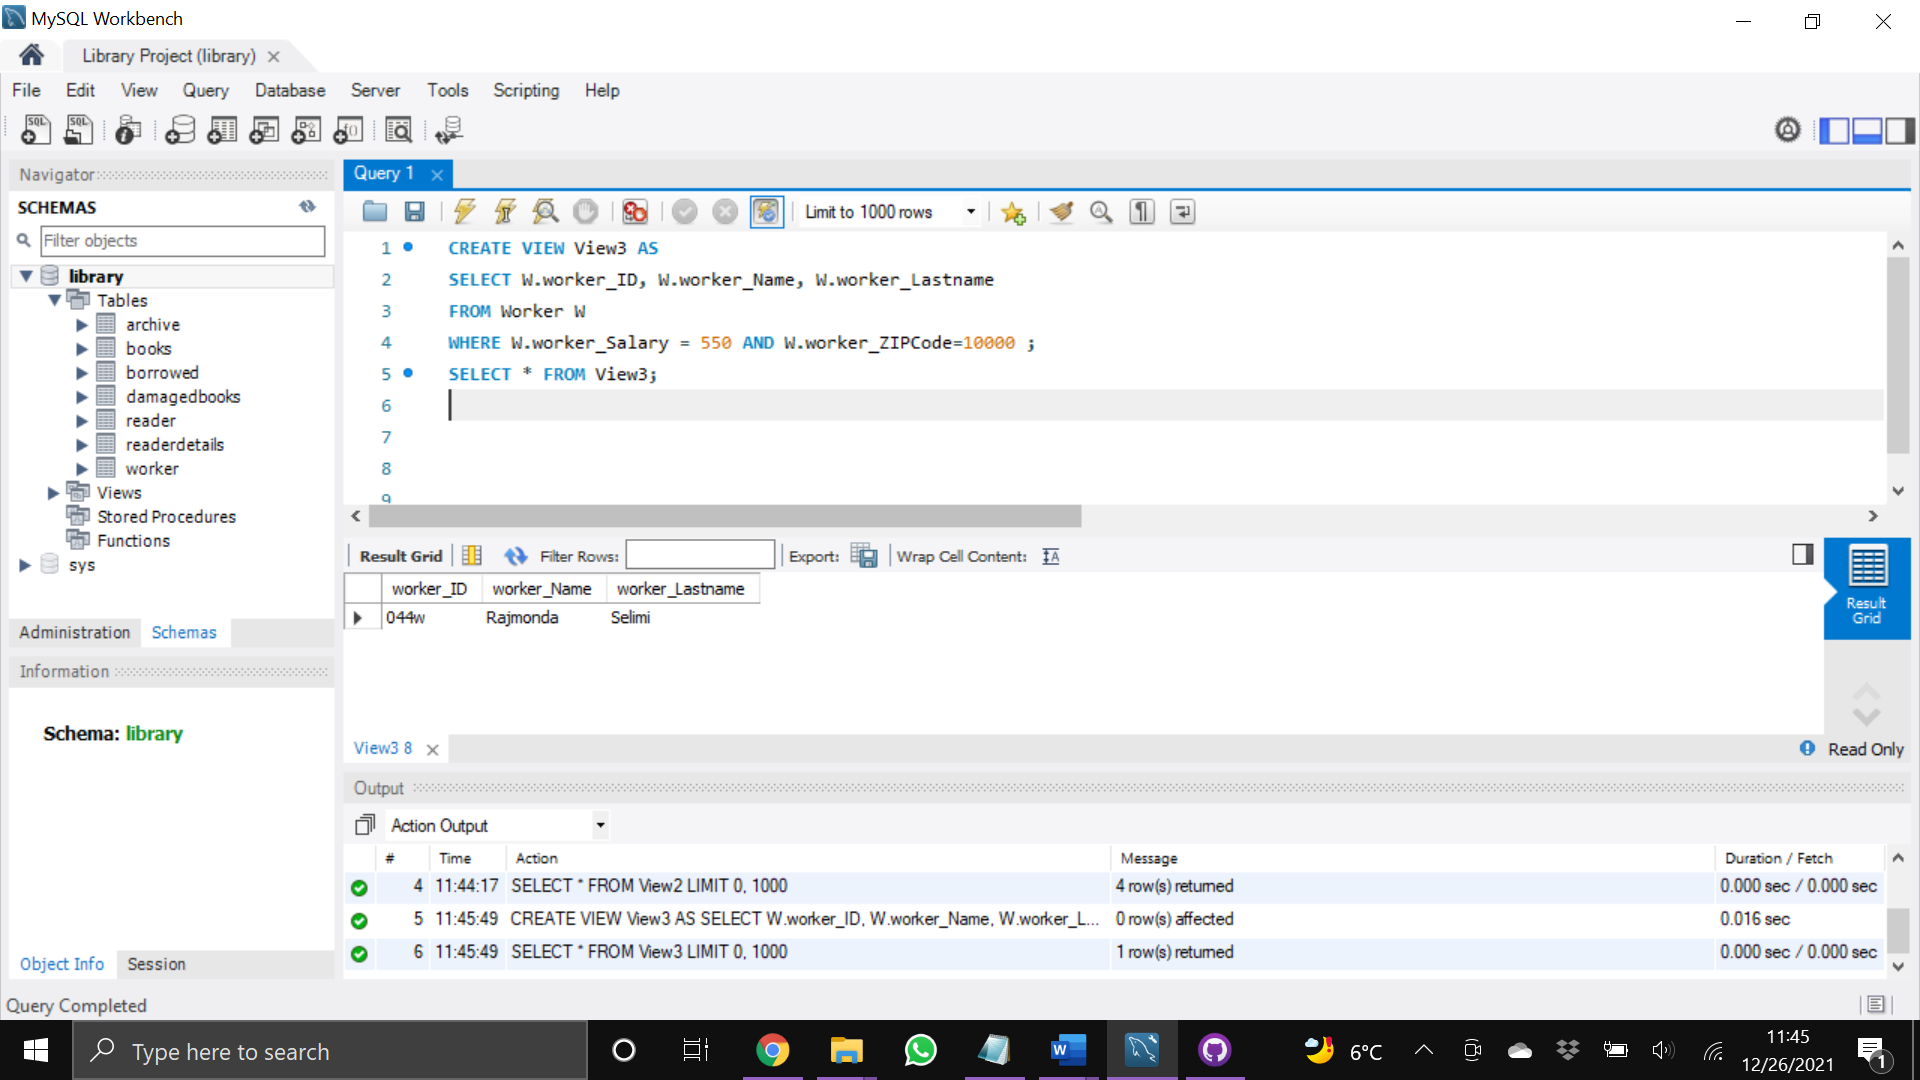 MySQL Workbench
Library Project (library)
File Edit View Query Database Server Tools Scripting Help
Navigator
SCHEMAS
Filter objects
library
Tables
archive
books
borrowed
damagedbooks
reader
readerdetails
worker
Views
Stored Procedures
Functions
sys
Administration Schemas
Information
Schema: library
Object Info Session
Query Completed
Query 1
Limit to 1000 rows
1 CREATE VIEW View3 AS
2 SELECT W.worker_ID, W.worker_Name, W.worker_Lastname
3 FROM Worker W
4 WHERE W.worker_Salary = 550 AND W.worker_ZIPCode=10000 ;
5 SELECT * FROM View3;
6
7
8
9
Result Grid Filter Rows: Export: Wrap Cell Content:
worker_ID worker_Name worker_Lastname
044w Rajmonda Selimi
Result
Grid
View3 8
Read Only
Output
Action Output
# Time Action Message Duration / Fetch
4 11:44:17 SELECT * FROM View2 LIMIT 0, 1000 4 row(s) returned 0.000 sec / 0.000 sec
5 11:45:49 CREATE VIEW View3 AS SELECT W.worker_ID, W.worker_Name, W.worker_L... 0 row(s) affected 0.016 sec
6 11:45:49 SELECT * FROM View3 LIMIT 0, 1000 1 row(s) returned 0.000 sec / 0.000 sec
Type here to search
6°C
11:45
12/26/2021
1